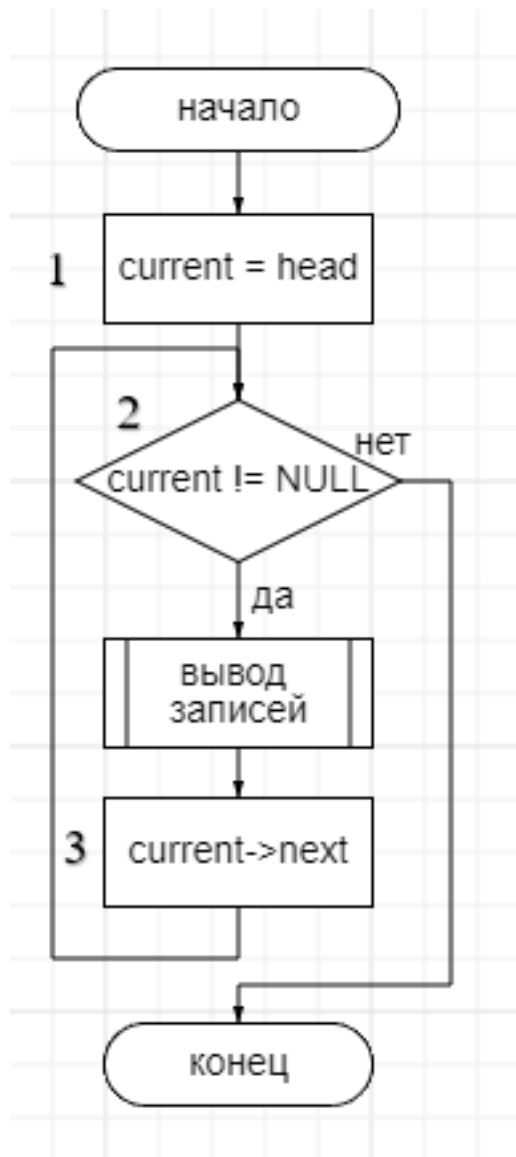 начало
1
current = head
2
нет
current != NULL
да
вывод
записей
3
current->next
конец